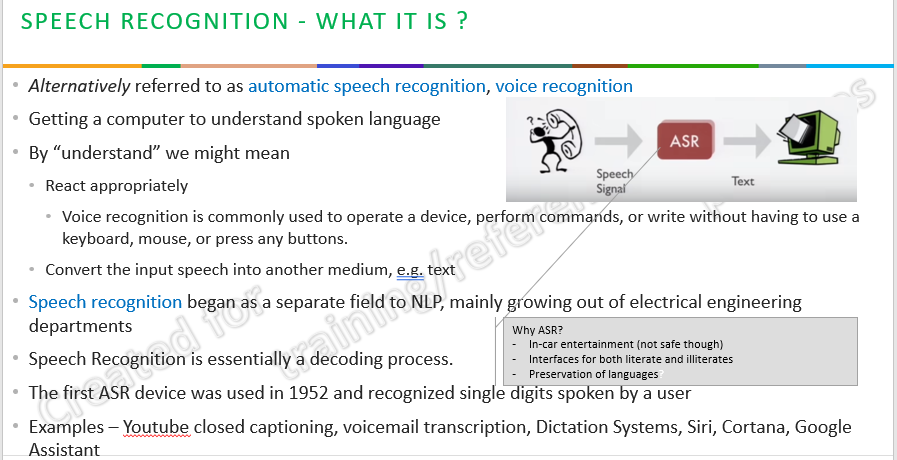 SPEECH RECOGNITION - WHAT IT IS ?
• Alternatively referred to as automatic speech recognition, voice recognition
• Getting a computer to understand spoken language
• By “understand” we might mean
• React appropriately
• Voice recognition is commonly used to operate a device, perform commands, or write without having to use a
keyboard, mouse, or press any buttons.
• Convert the input speech into another medium, e.g. text
• Speech recognition began as a separate field to NLP, mainly growing out of electrical engineering
departments
• Speech Recognition is essentially a decoding process.
• The first ASR device was used in 1952 and recognized single digits spoken by a user
• Examples – Youtube closed captioning, voicemail transcription, Dictation Systems, Siri, Cortana, Google
Assistant
? ?
Speech
Signal
ASR
Text
Why ASR?
- In-car entertainment (not safe though)
- Interfaces for both literate and illiterates
- Preservation of languages?
Created for